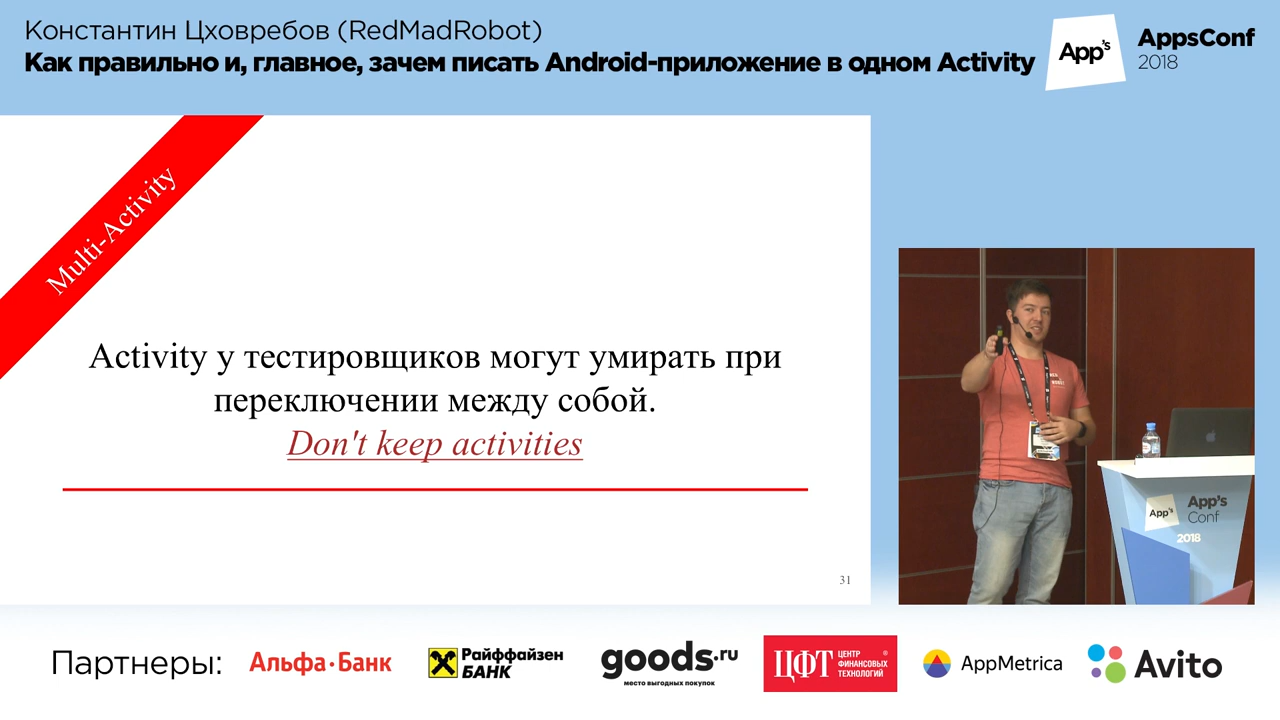 Константин Цховребов (RedMadRobot)
Как правильно и, главное, зачем писать Android-приложение в одном Activity
App's
AppsConf
2018
Multi-Activity
Activity у тестировщиков могут умирать при
переключении между собой.
Don't keep activities
31
App's
App's
Conf
2018
Партнеры:
Альфа·Банк
Райффайзен
БАНК
goods.ru
место выгодных покупок
ЦФТ
ЦЕНТР
ФИНАНСОВЫХ
ТЕХНОЛОГИЙ
®
AppMetrica
Avito